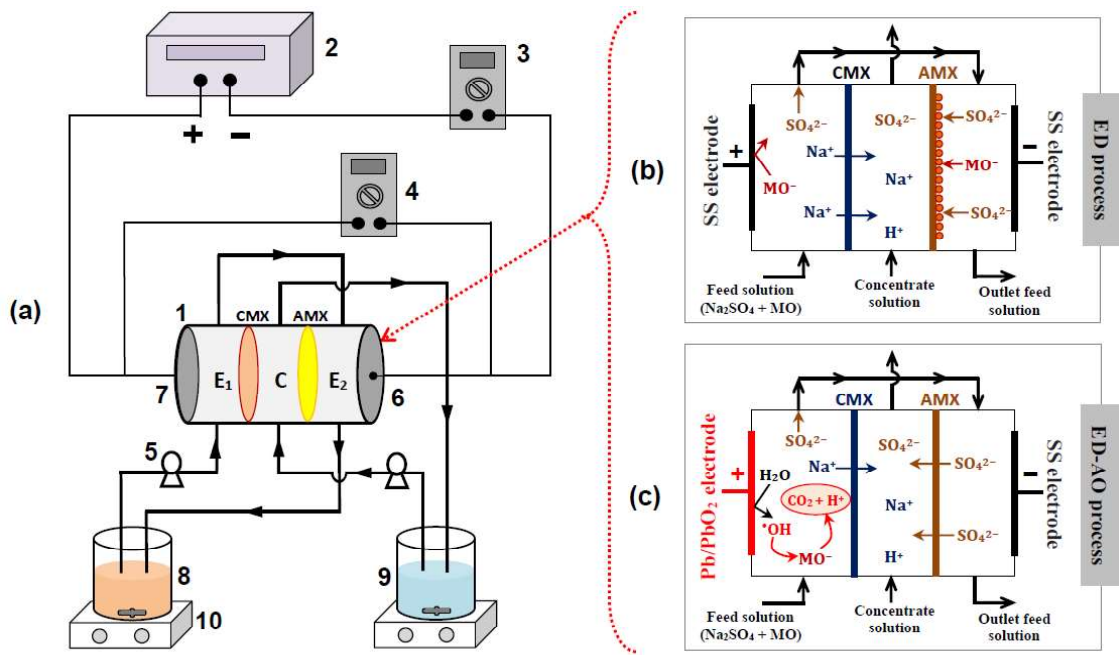 (a)
2
3
+ −
4
1
CMX AMX
E₁ C E₂
7
6
5
8
9
10
(b)
CMX AMX
SS electrode
+
SO₄²⁻
Na⁺
MO⁻
Na⁺
SO₄²⁻
Na⁺
H⁺
SO₄²⁻
MO⁻
SO₄²⁻
−
SS electrode
ED process
Feed solution
(Na₂SO₄ + MO)
Concentrate
solution
Outlet feed
solution
(c)
CMX AMX
Pb/PbO₂ electrode
+
SO₄²⁻
Na⁺
H₂O
CO₂ + H⁺
•OH
MO⁻
SO₄²⁻
Na⁺
H⁺
SO₄²⁻
SO₄²⁻
−
SS electrode
ED-AO process
Feed solution
(Na₂SO₄ + MO)
Concentrate
solution
Outlet feed
solution